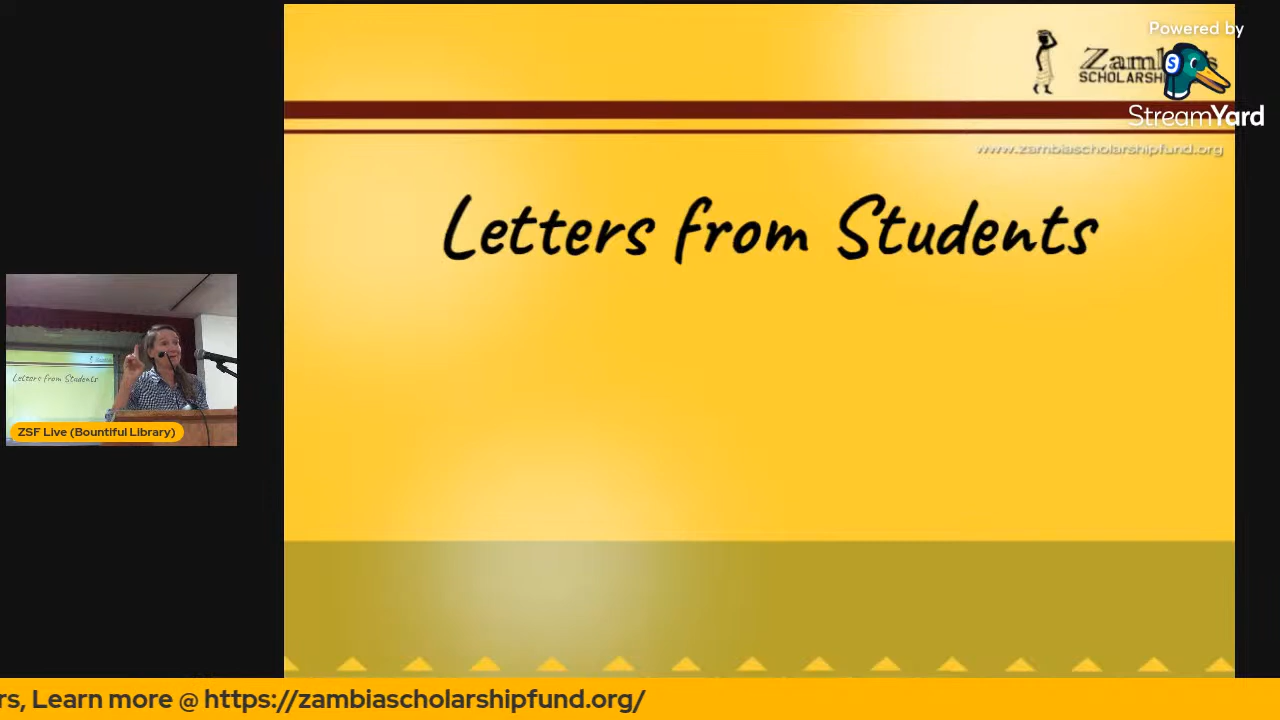 Powered by
StreamYard
SCHOLARSH
www.zambiascholarshipfund.org
Letters from Students
Letters from Students
ZSF Live (Bountiful Library)
rs, Learn more @ https://zambiascholarshipfund.org/